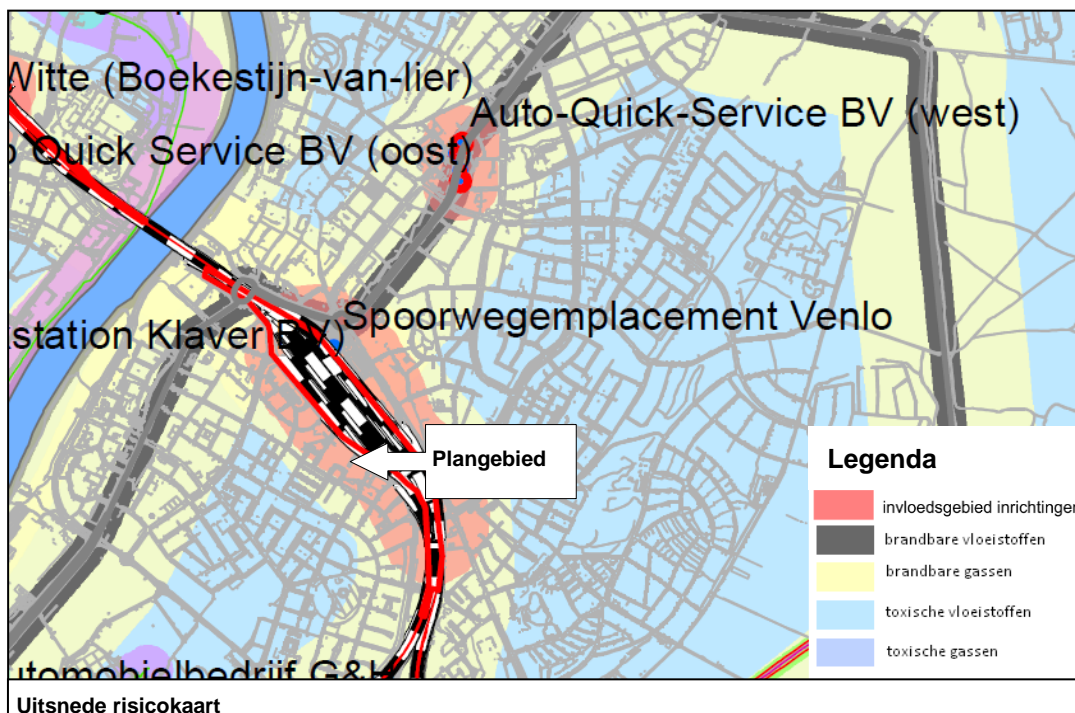 Witte (Boekestijn-van-lier)
Auto-Quick-Service BV (west)
Quick Service BV (oost)
Spoorwegemplacement Venlo
station Klaver BV)
Plangebied
Legenda
invloedsgebied inrichtingen
brandbare vloeistoffen
brandbare gassen
toxische vloeistoffen
toxische gassen
utomobielbedrijf G&H
Uitsnede risicokaart